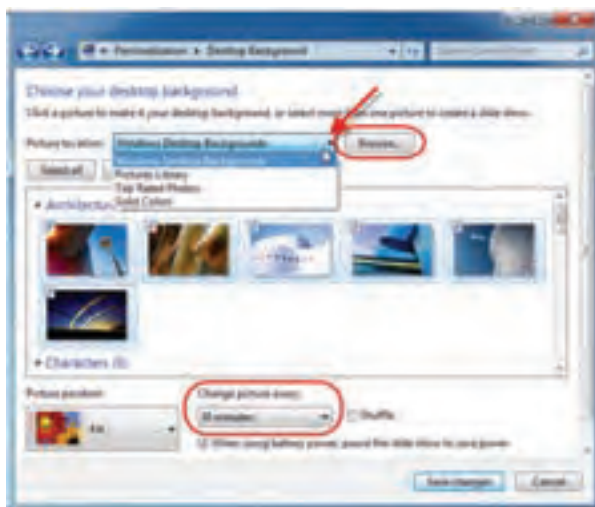 Personalization ▸ Desktop Background
Choose your desktop background
Click a picture to make it your desktop background, or select more than one picture to create a slide show.
Picture location: Windows Desktop Backgrounds Browse...
Windows Desktop Backgrounds
Select all Pictures Library
Top Rated Photos
Solid Colors
Architecture
Characters
Picture position: Change picture every:
minutes Shuffle
When using battery power, pause the slide show to save power
Save changes Cancel